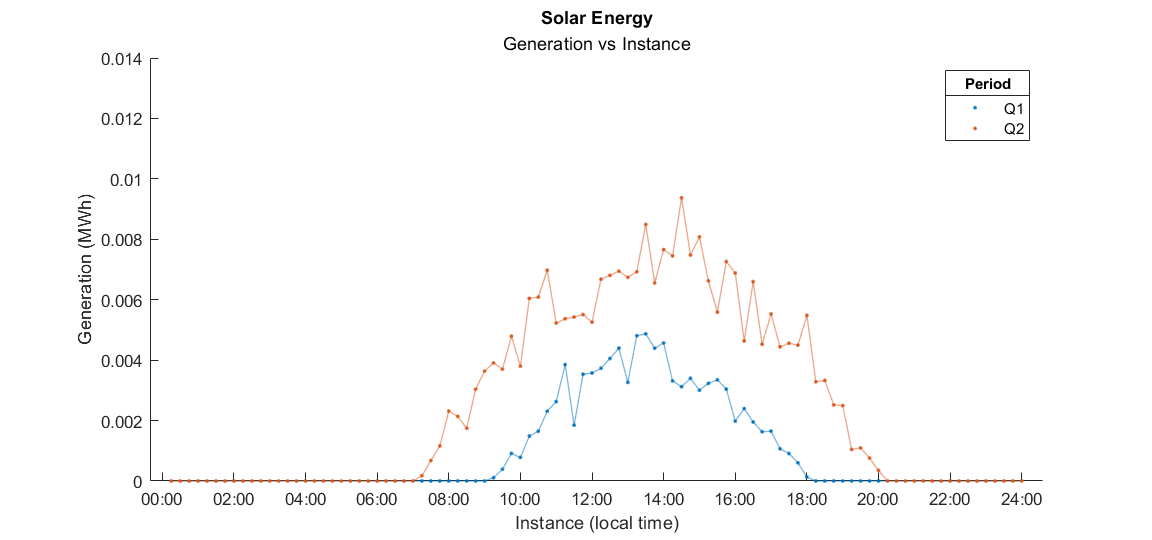 Solar Energy
Generation vs Instance
0.014
0.012
0.01
0.008
0.006
0.004
0.002
0
Generation (MWh)
Period
Q1
Q2
00:00 02:00 04:00 06:00 08:00 10:00 12:00 14:00 16:00 18:00 20:00 22:00 24:00
Instance (local time)